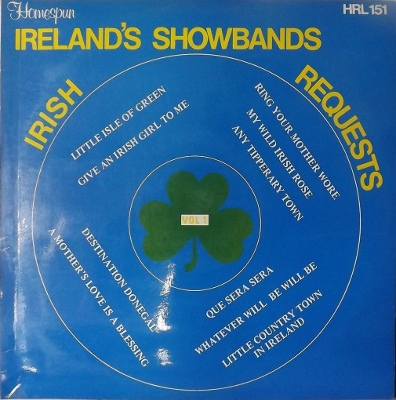 Homespun
HRL 151
IRELAND'S SHOWBANDS
IRISH
REQUESTS
LITTLE ISLE OF GREEN
GIVE AN IRISH GIRL TO ME
RING YOUR MOTHER WORE
MY WILD IRISH ROSE
ANY TIPPERARY TOWN
VOL.1
DESTINATION DONEGAL
A MOTHER'S LOVE IS A BLESSING
QUE SERA SERA
WHATEVER WILL BE WILL BE
LITTLE COUNTRY TOWN
IN IRELAND